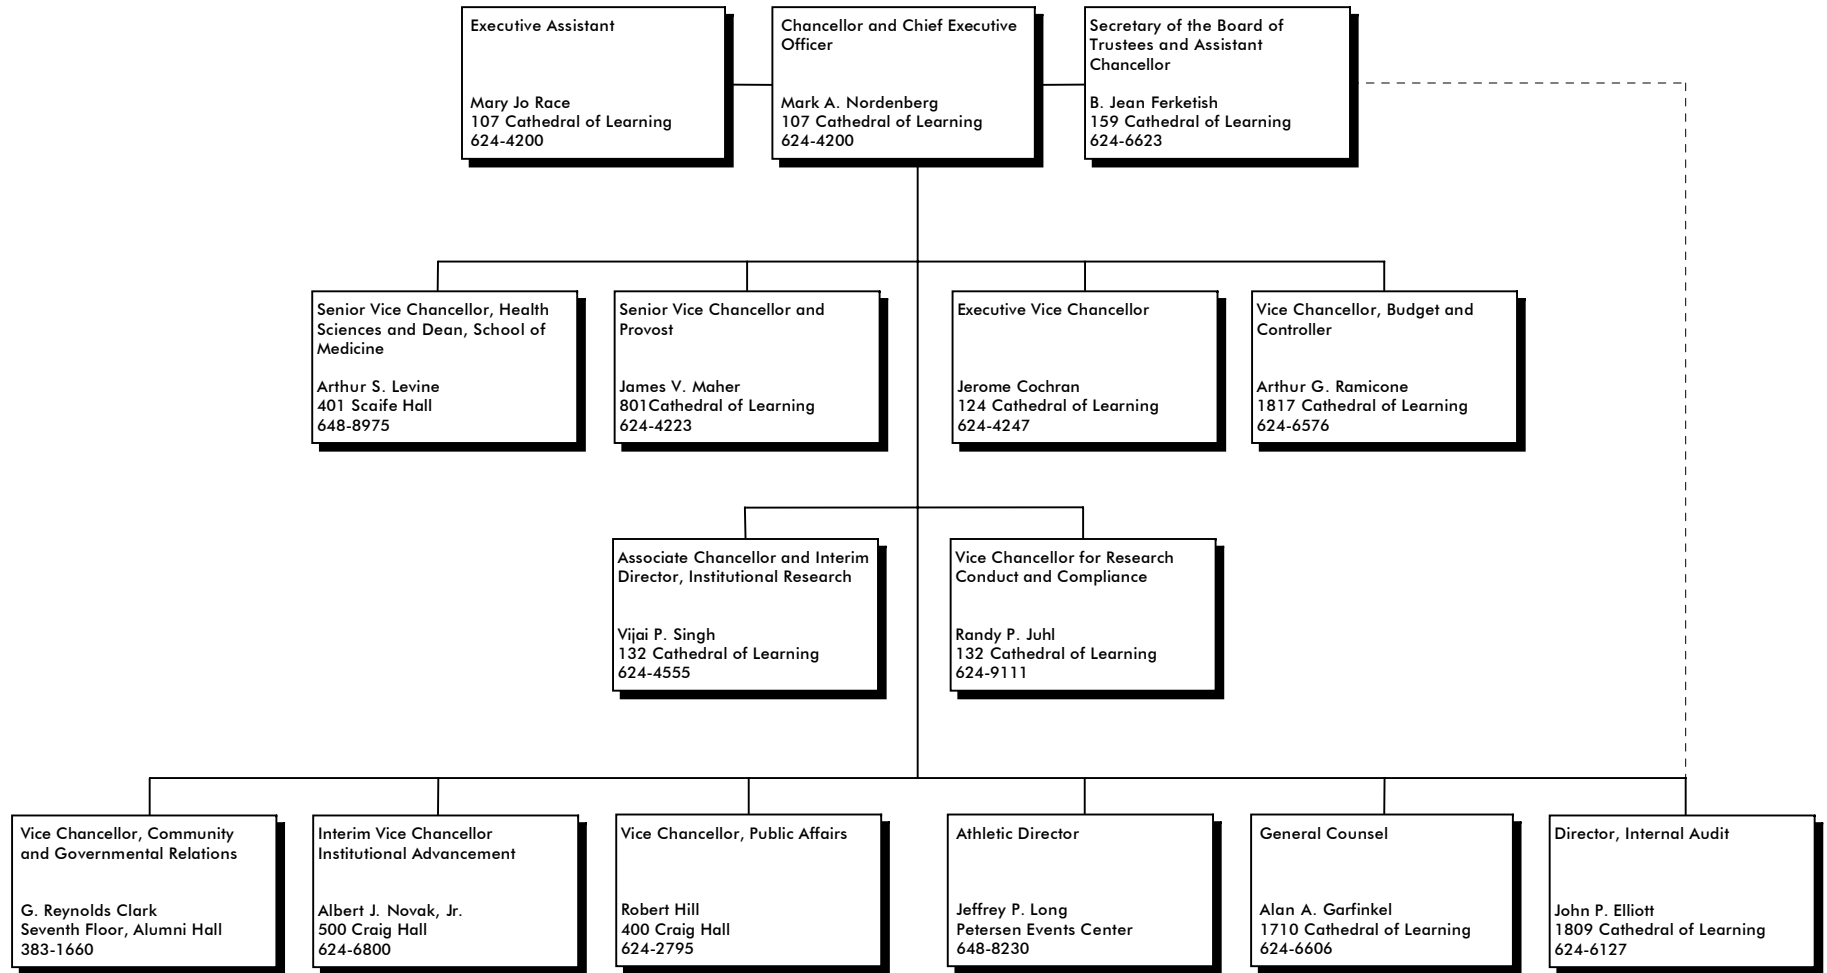 Executive Assistant
Mary Jo Race
107 Cathedral of Learning
624-4200
Chancellor and Chief Executive
Officer
Mark A. Nordenberg
107 Cathedral of Learning
624-4200
Secretary of the Board of
Trustees and Assistant
Chancellor
B. Jean Ferketish
159 Cathedral of Learning
624-6623
Senior Vice Chancellor, Health
Sciences and Dean, School of
Medicine
Arthur S. Levine
401 Scaife Hall
648-8975
Senior Vice Chancellor and
Provost
James V. Maher
801Cathedral of Learning
624-4223
Executive Vice Chancellor
Jerome Cochran
124 Cathedral of Learning
624-4247
Vice Chancellor, Budget and
Controller
Arthur G. Ramicone
1817 Cathedral of Learning
624-6576
Associate Chancellor and Interim
Director, Institutional Research
Vijai P. Singh
132 Cathedral of Learning
624-4555
Vice Chancellor for Research
Conduct and Compliance
Randy P. Juhl
132 Cathedral of Learning
624-9111
Vice Chancellor, Community
and Governmental Relations
G. Reynolds Clark
Seventh Floor, Alumni Hall
383-1660
Interim Vice Chancellor
Institutional Advancement
Albert J. Novak, Jr.
500 Craig Hall
624-6800
Vice Chancellor, Public Affairs
Robert Hill
400 Craig Hall
624-2795
Athletic Director
Jeffrey P. Long
Petersen Events Center
648-8230
General Counsel
Alan A. Garfinkel
1710 Cathedral of Learning
624-6606
Director, Internal Audit
John P. Elliott
1809 Cathedral of Learning
624-6127